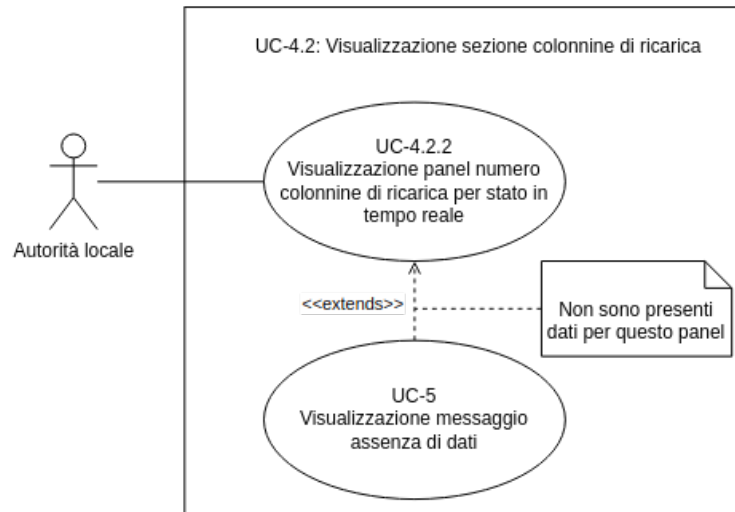 UC-4.2: Visualizzazione sezione colonnine di ricarica
UC-4.2.2
Visualizzazione panel numero
colonnine di ricarica per stato in
tempo reale
Autorità locale
<<extends>>
Non sono presenti
dati per questo panel
UC-5
Visualizzazione messaggio
assenza di dati